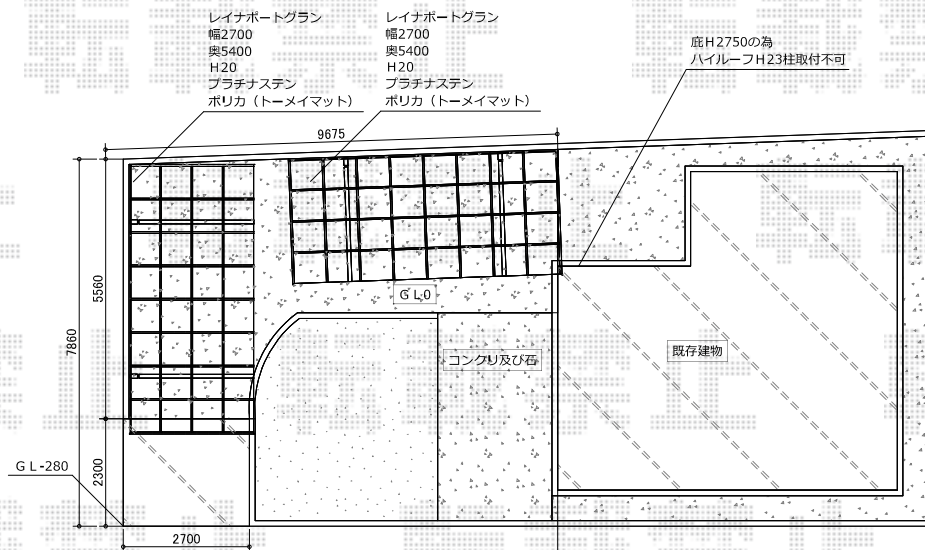 レイナポートグラン
幅2700
奥5400
H20
プラチナステン
ポリカ（トーメイマット）
レイナポートグラン
幅2700
奥5400
H20
プラチナステン
ポリカ（トーメイマット）
庇H2750の為
ハイルーフH23柱取付不可
9675
5560
7860
GL0
コンクリ及び石
既存建物
GL-280
2300
2700